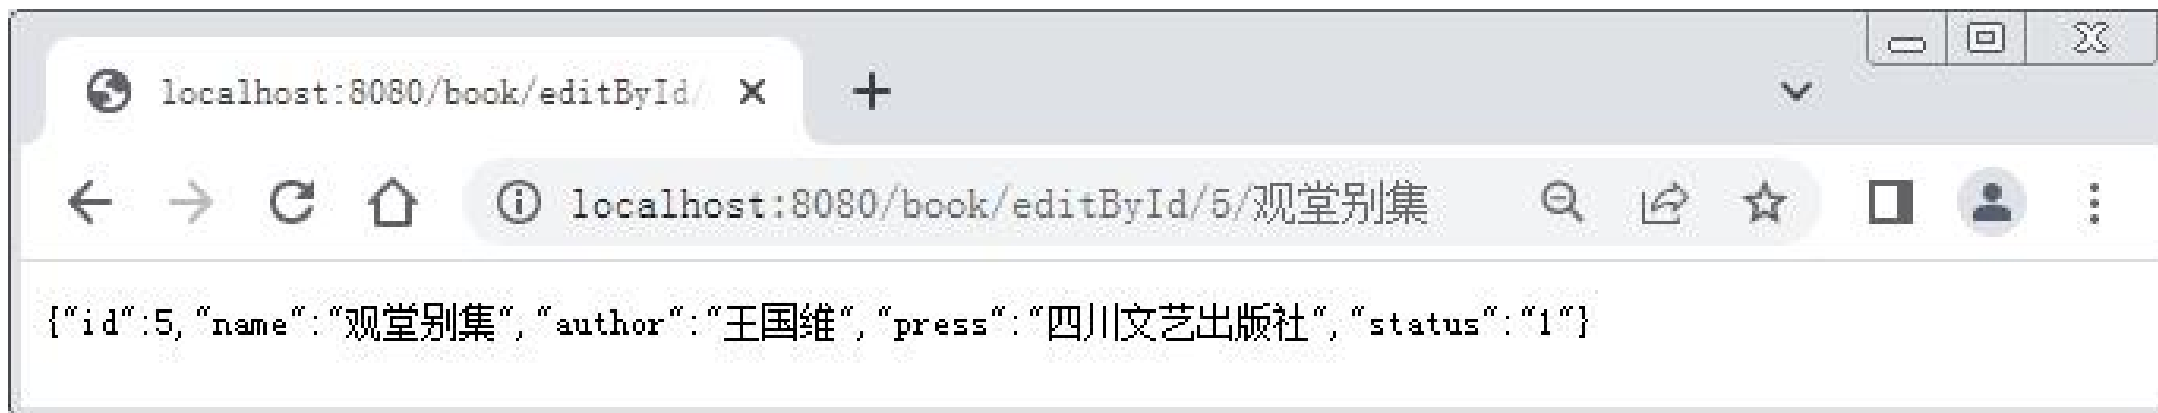 localhost:8080/book/editById/
localhost:8080/book/editById/5/观堂别集
{"id":5,"name":"观堂别集","author":"王国维","press":"四川文艺出版社","status":"1"}